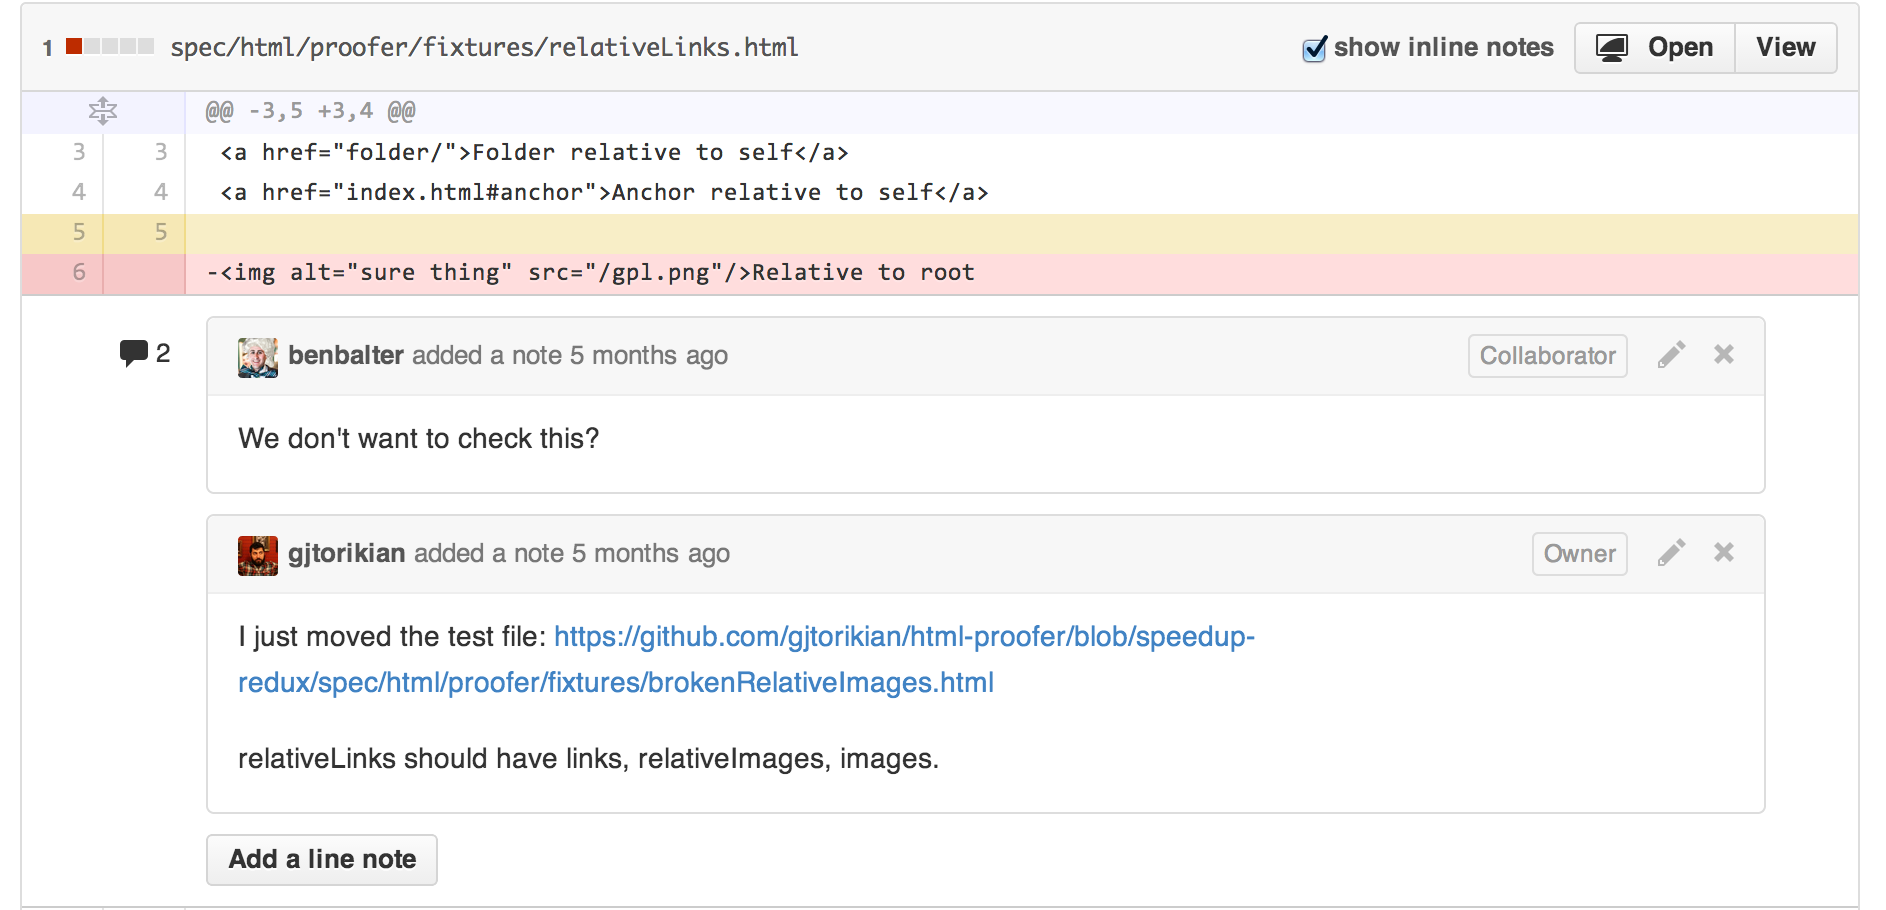 1 spec/html/proofer/fixtures/relativeLinks.html show inline notes Open View
@@ -3,5 +3,4 @@
3 3 <a href="folder/">Folder relative to self</a>
4 4 <a href="index.html#anchor">Anchor relative to self</a>
5 5
6 -<img alt="sure thing" src="/gpl.png"/>Relative to root
2 benbalter added a note 5 months ago Collaborator
We don't want to check this?
gjtorikian added a note 5 months ago Owner
I just moved the test file: https://github.com/gjtorikian/html-proofer/blob/speedup-
redux/spec/html/proofer/fixtures/brokenRelativeImages.html
relativeLinks should have links, relativeImages, images.
Add a line note